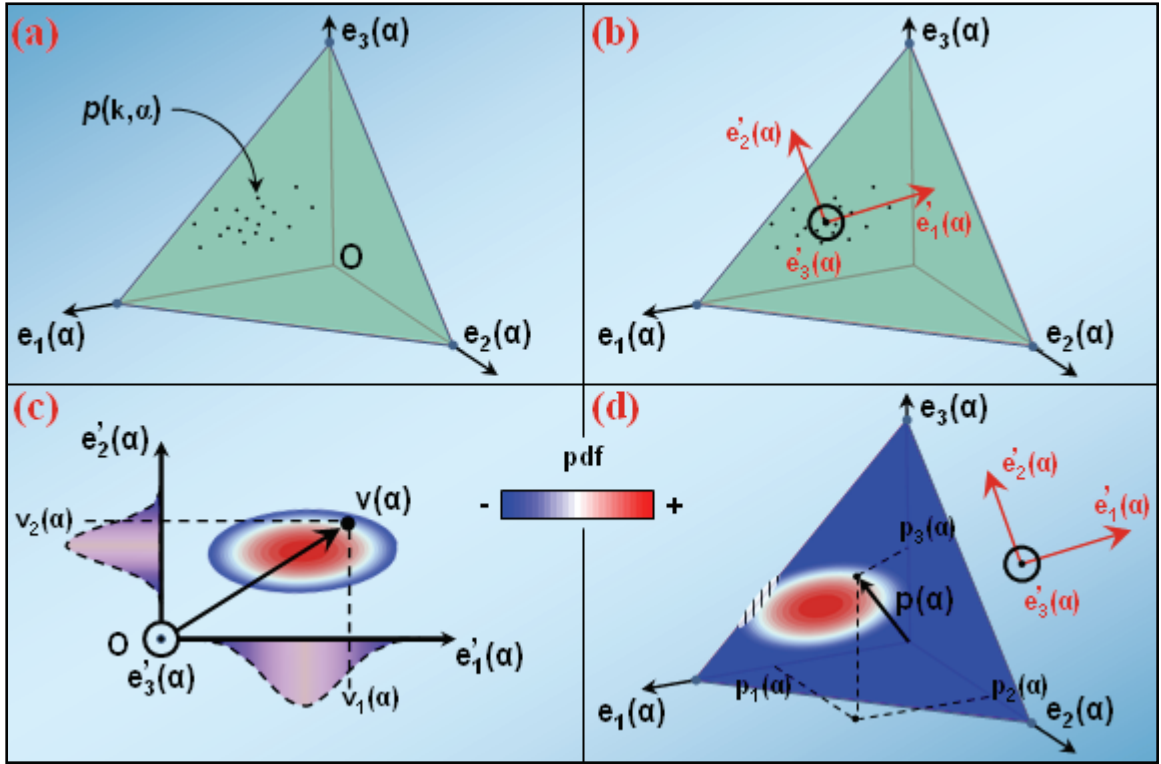 (a)
e3(α)
p(k,α)
O
e1(α)
e2(α)
(b)
e3(α)
e'2(α)
e'1(α)
e'3(α)
e1(α)
e2(α)
(c)
e'2(α)
v2(α)
v(α)
O
e'3(α)
e'1(α)
v1(α)
pdf
- +
(d)
e3(α)
e'2(α)
e'1(α)
e'3(α)
p3(α)
p(α)
p1(α)
p2(α)
e1(α)
e2(α)